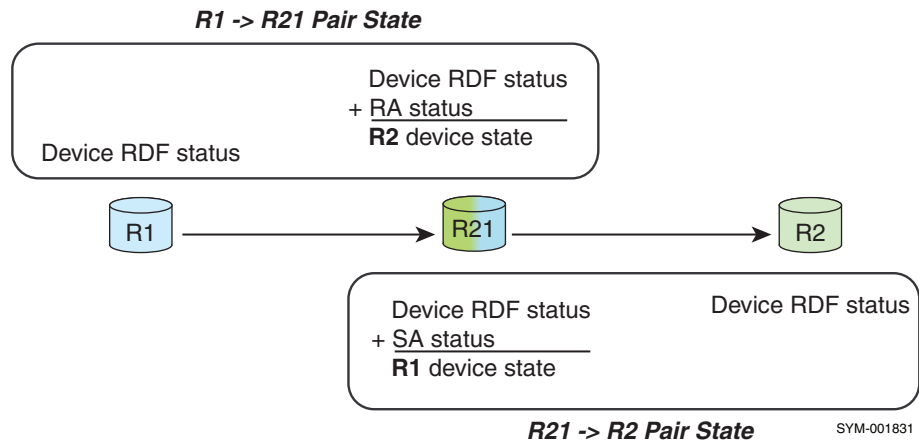 R1 -> R21 Pair State
Device RDF status
+ RA status
R2 device state
Device RDF status
R1
R21
R2
Device RDF status
Device RDF status
+ SA status
R1 device state
R21 -> R2 Pair State
SYM-001831